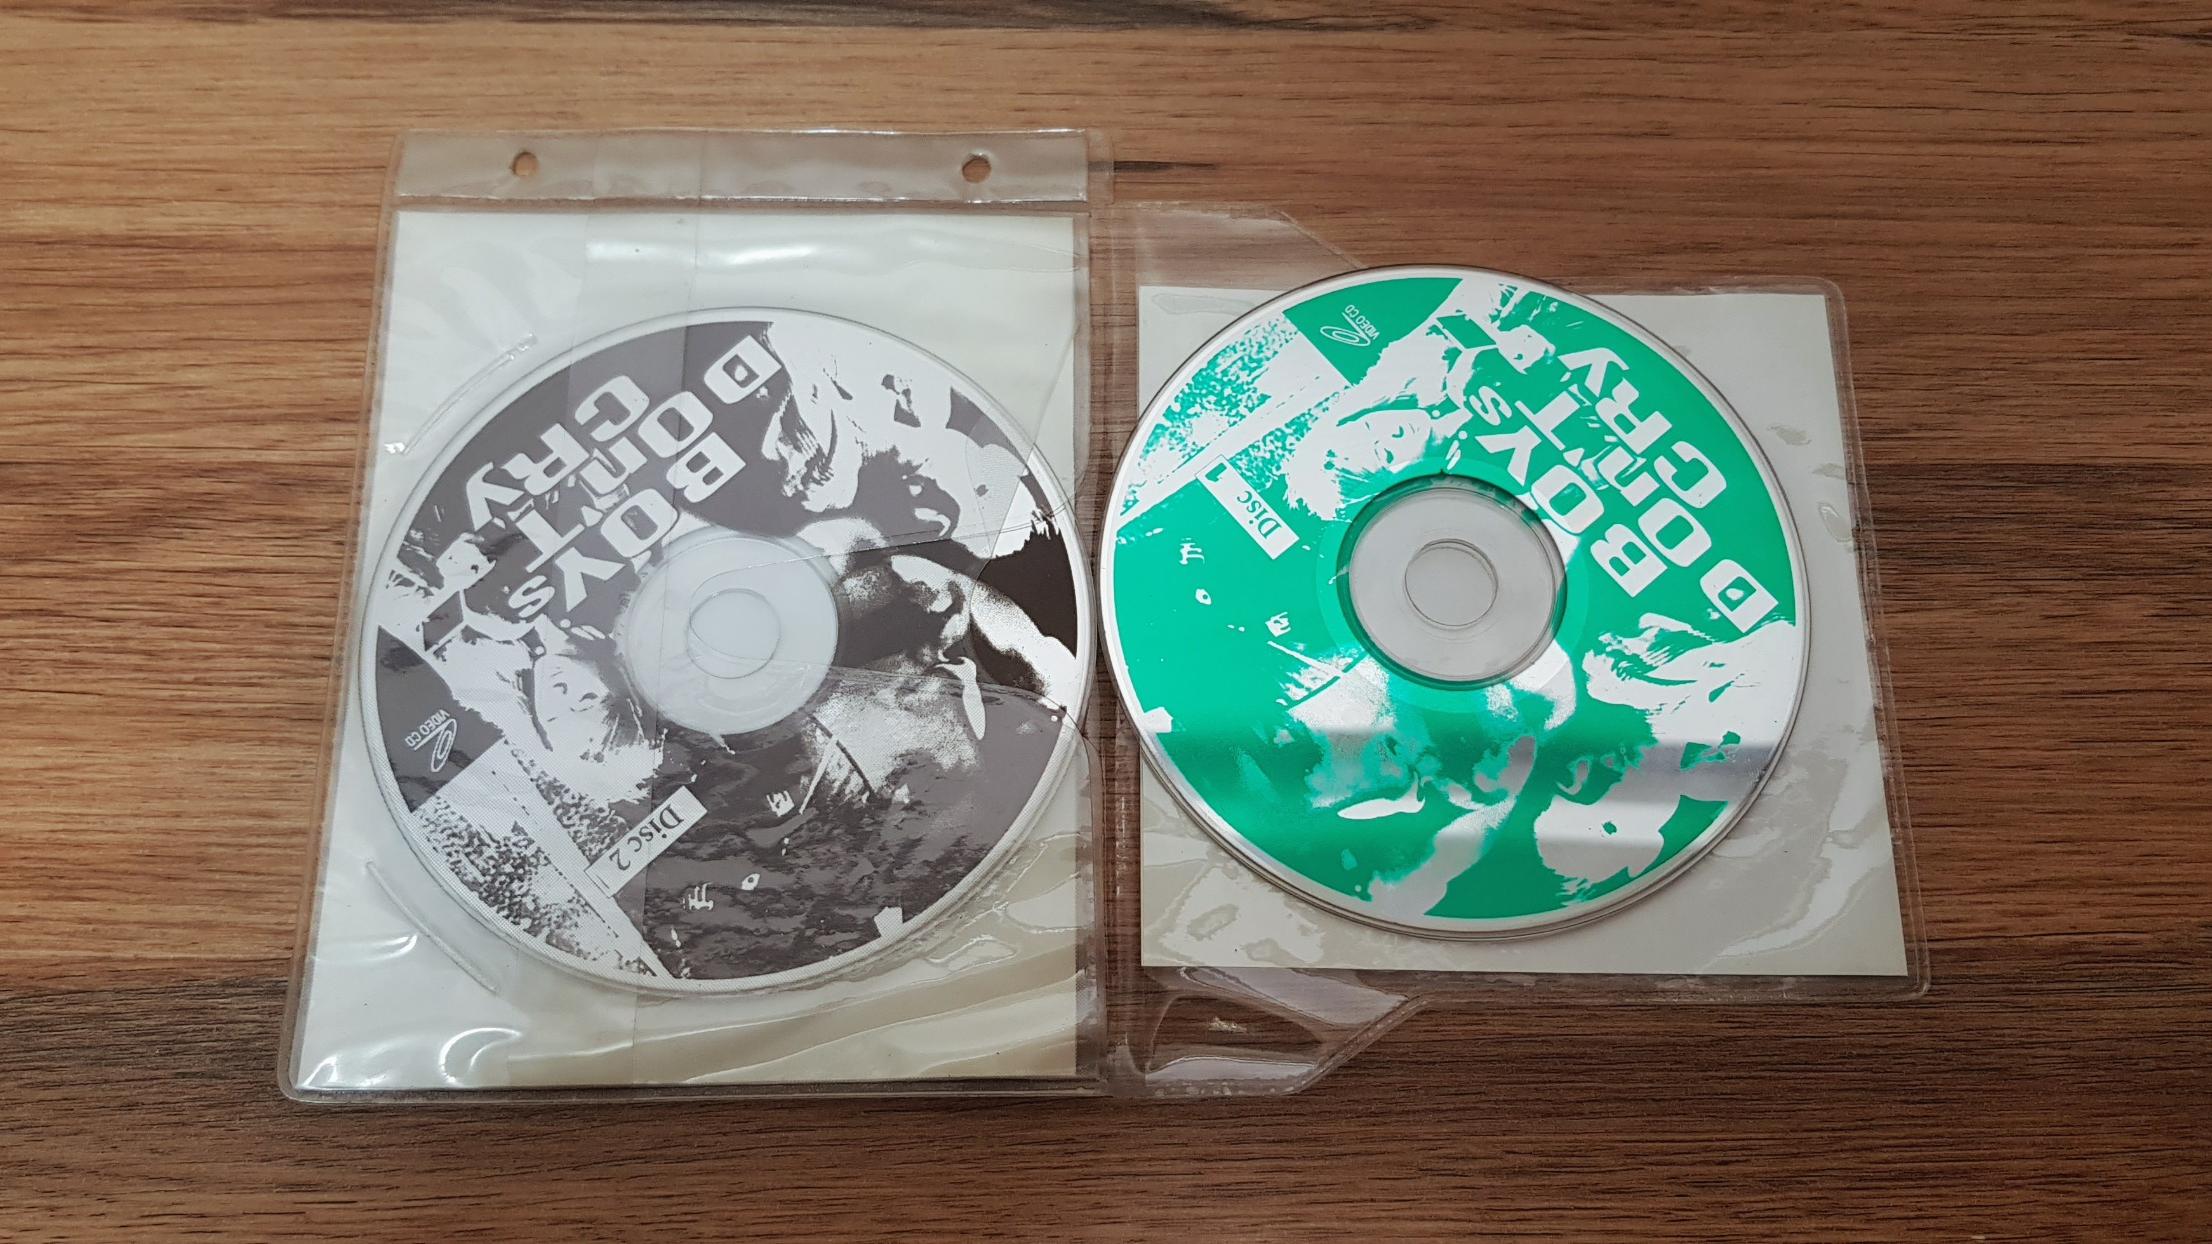 BOYs
DOn'T
CRY
VIDEO CD
Disc 2
BOYs
DOn'T
CRY
VIDEO CD
Disc 1